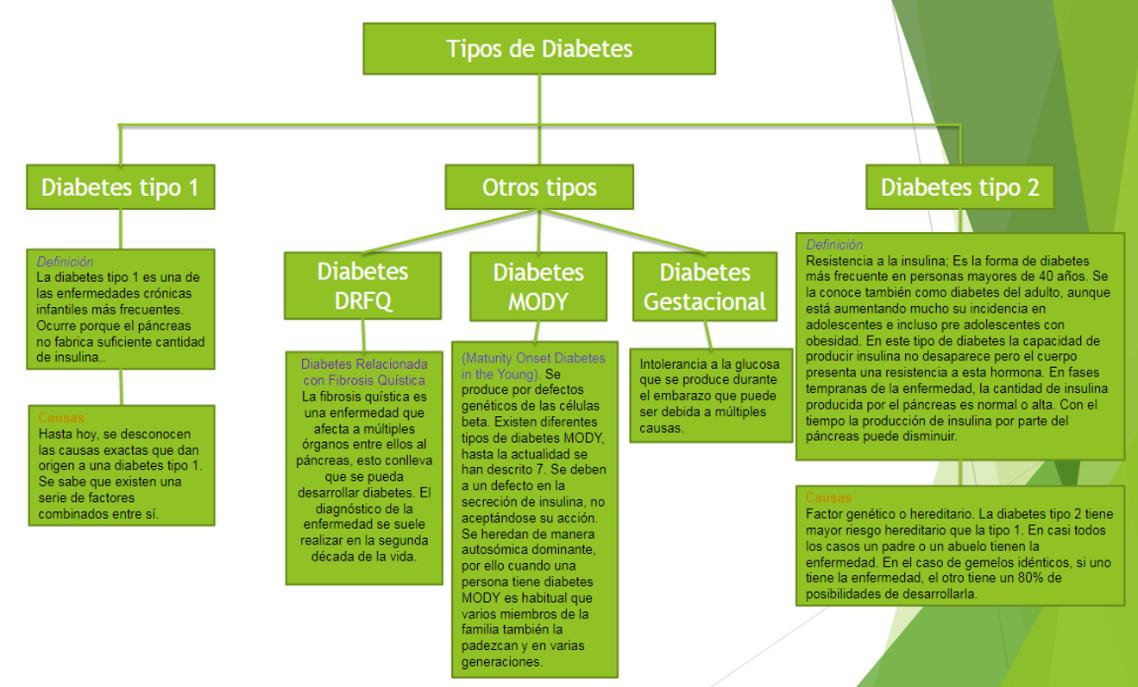 Tipos de Diabetes
Diabetes tipo 1
Definición
La diabetes tipo 1 es una de
las enfermedades crónicas
infantiles más frecuentes.
Ocurre porque el páncreas
no fabrica suficiente cantidad
de insulina..
Causas
Hasta hoy, se desconocen
las causas exactas que dan
origen a una diabetes tipo 1.
Se sabe que existen una
serie de factores
combinados entre sí.
Otros tipos
Diabetes
DRFQ
Diabetes Relacionada
con Fibrosis Quística
La fibrosis quística es
una enfermedad que
afecta a múltiples
órganos entre ellos al
páncreas, esto conlleva
que se pueda
desarrollar diabetes. El
diagnóstico de la
enfermedad se suele
realizar en la segunda
década de la vida.
Diabetes
MODY
(Maturity Onset Diabetes
in the Young). Se
produce por defectos
genéticos de las células
beta. Existen diferentes
tipos de diabetes MODY,
hasta la actualidad se
han descrito 7. Se deben
a un defecto en la
secreción de insulina, no
aceptándose su acción.
Se heredan de manera
autosómica dominante,
por ello cuando una
persona tiene diabetes
MODY es habitual que
varios miembros de la
familia también la
padezcan y en varias
generaciones.
Diabetes
Gestacional
Intolerancia a la glucosa
que se produce durante
el embarazo que puede
ser debida a múltiples
causas.
Diabetes tipo 2
Definición
Resistencia a la insulina; Es la forma de diabetes
más frecuente en personas mayores de 40 años. Se
la conoce también como diabetes del adulto, aunque
está aumentando mucho su incidencia en
adolescentes e incluso pre adolescentes con
obesidad. En este tipo de diabetes la capacidad de
producir insulina no desaparece pero el cuerpo
presenta una resistencia a esta hormona. En fases
tempranas de la enfermedad, la cantidad de insulina
producida por el páncreas es normal o alta. Con el
tiempo la producción de insulina por parte del
páncreas puede disminuir.
Causas
Factor genético o hereditario. La diabetes tipo 2 tiene
mayor riesgo hereditario que la tipo 1. En casi todos
los casos un padre o un abuelo tienen la
enfermedad. En el caso de gemelos idénticos, si uno
tiene la enfermedad, el otro tiene un 80% de
posibilidades de desarrollarla.